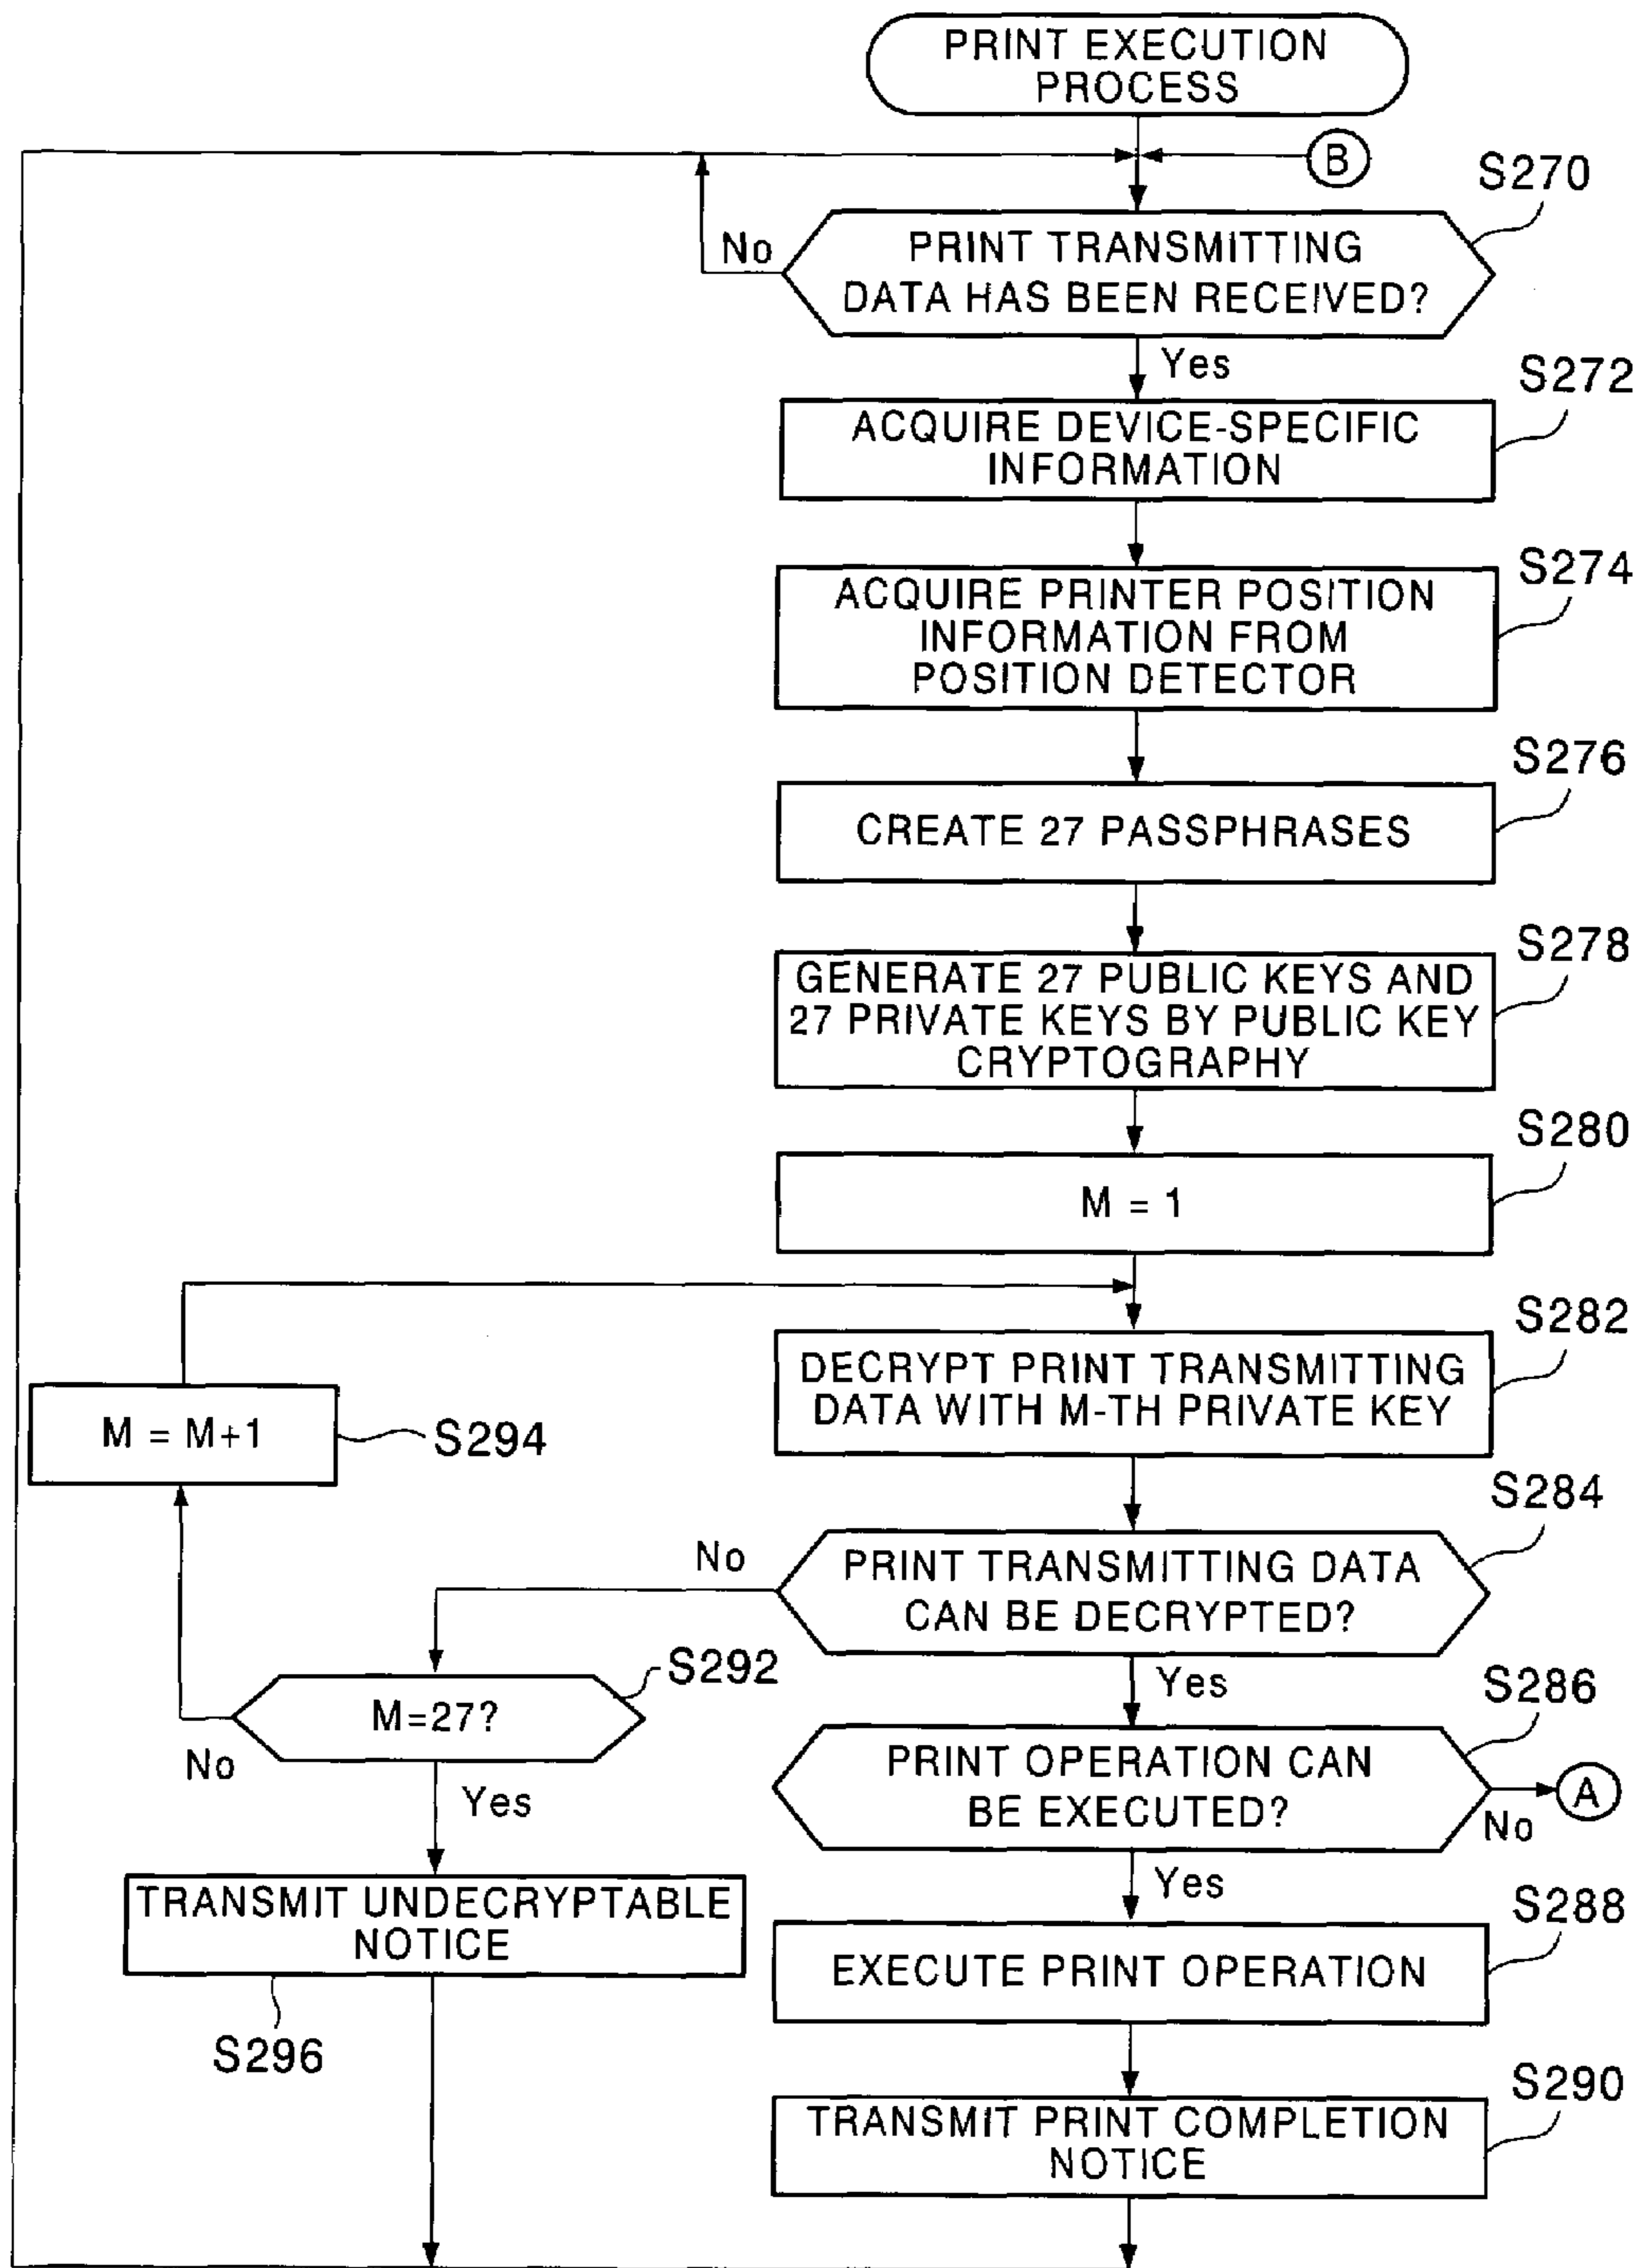 PRINT EXECUTION
PROCESS
B
S270
No
PRINT TRANSMITTING
DATA HAS BEEN RECEIVED?
Yes
S272
ACQUIRE DEVICE-SPECIFIC
INFORMATION
S274
ACQUIRE PRINTER POSITION
INFORMATION FROM
POSITION DETECTOR
S276
CREATE 27 PASSPHRASES
S278
GENERATE 27 PUBLIC KEYS AND
27 PRIVATE KEYS BY PUBLIC KEY
CRYPTOGRAPHY
S280
M = 1
S282
DECRYPT PRINT TRANSMITTING
DATA WITH M-TH PRIVATE KEY
M = M+1
S294
S284
No
PRINT TRANSMITTING DATA
CAN BE DECRYPTED?
Yes
S292
M=27?
No
Yes
S286
PRINT OPERATION CAN
BE EXECUTED?
A
No
Yes
TRANSMIT UNDECRYPTABLE
NOTICE
S296
S288
EXECUTE PRINT OPERATION
S290
TRANSMIT PRINT COMPLETION
NOTICE